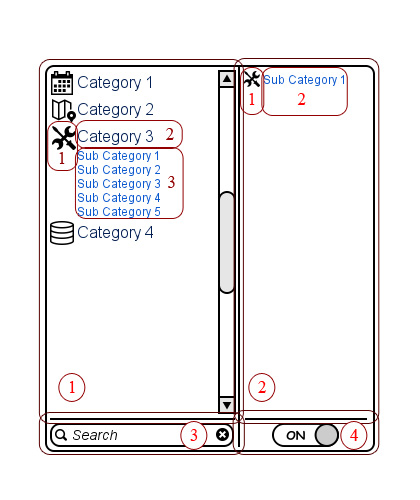 Category 1
Category 2
Category 3 2
1
Sub Category 1
Sub Category 2
Sub Category 3 3
Sub Category 4
Sub Category 5
Category 4
1
Search 3
Sub Category 1
1 2
2
ON 4